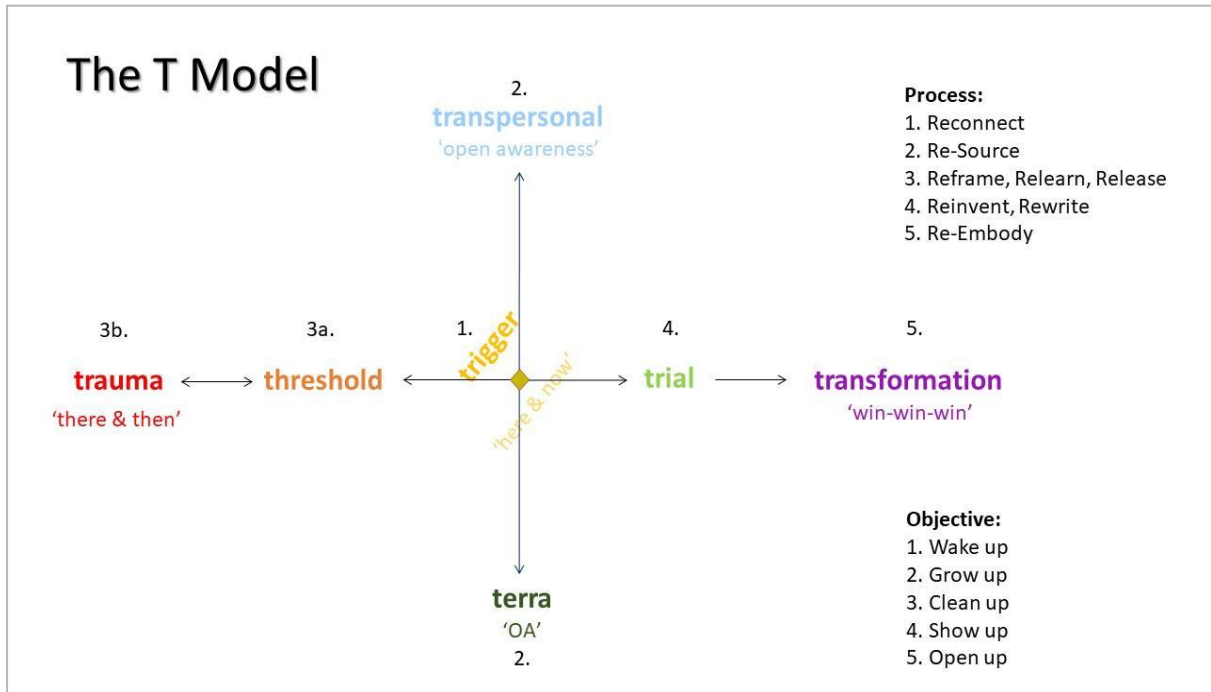 The T Model
2.
transpersonal
‘open awareness’
Process:
1. Reconnect
2. Re-Source
3. Reframe, Relearn, Release
4. Reinvent, Rewrite
5. Re-Embody
3b.
trauma
‘there & then’
3a.
threshold
1.
trigger
‘here & now’
4.
trial
5.
transformation
‘win-win-win’
terra
‘OA’
2.
Objective:
1. Wake up
2. Grow up
3. Clean up
4. Show up
5. Open up